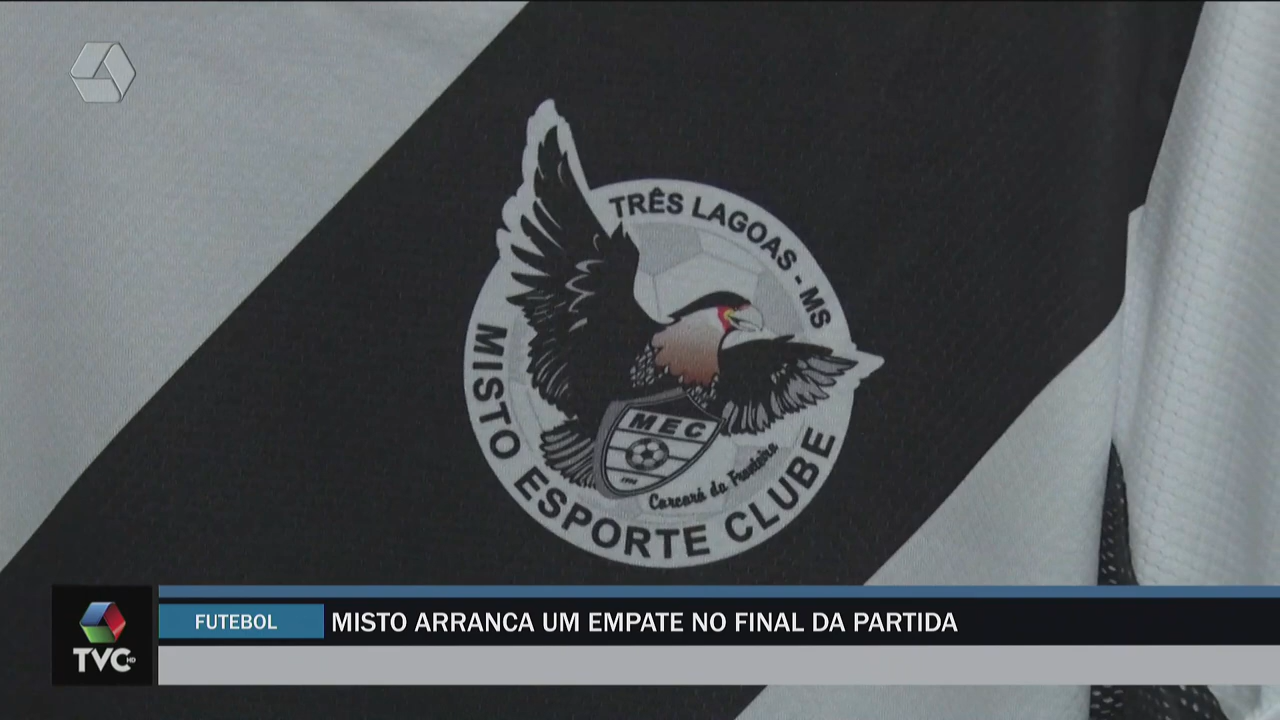 TRÊS LAGOAS - MS
MISTO ESPORTE CLUBE
MEC
Carcará da Fronteira
FUTEBOL
MISTO ARRANCA UM EMPATE NO FINAL DA PARTIDA
TVC HD